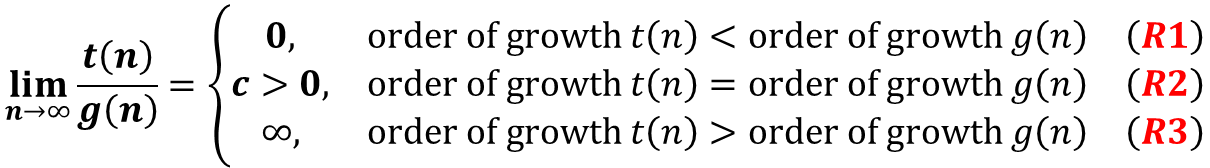 0, order of growth t(n) < order of growth g(n) (R1)
lim n→∞ t(n)/g(n) = { c > 0, order of growth t(n) = order of growth g(n) (R2)
∞, order of growth t(n) > order of growth g(n) (R3)